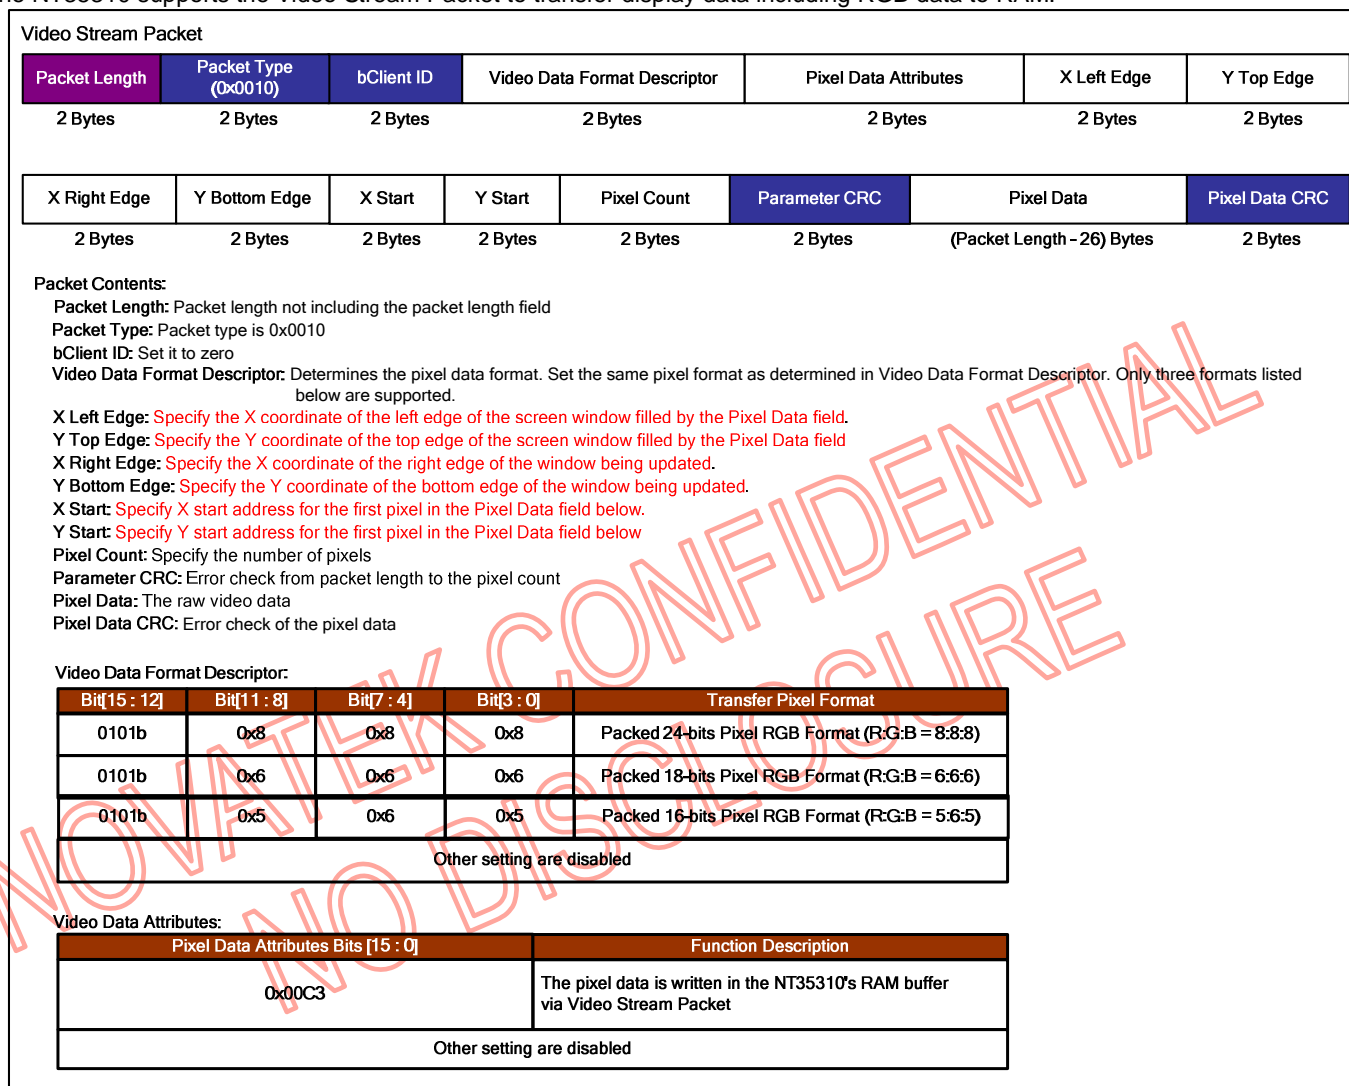 The NT35310 supports the Video Stream Packet to transfer display data including RGB data to RAM.
Video Stream Packet
Packet Length
Packet Type (0x0010)
bClient ID
Video Data Format Descriptor
Pixel Data Attributes
X Left Edge
Y Top Edge
2 Bytes
2 Bytes
2 Bytes
2 Bytes
2 Bytes
2 Bytes
2 Bytes
X Right Edge
Y Bottom Edge
X Start
Y Start
Pixel Count
Parameter CRC
Pixel Data
Pixel Data CRC
2 Bytes
2 Bytes
2 Bytes
2 Bytes
2 Bytes
2 Bytes
(Packet Length - 26) Bytes
2 Bytes
Packet Contents:
Packet Length: Packet length not including the packet length field
Packet Type: Packet type is 0x0010
bClient ID: Set it to zero
Video Data Format Descriptor: Determines the pixel data format. Set the same pixel format as determined in Video Data Format Descriptor. Only three formats listed
below are supported.
X Left Edge: Specify the X coordinate of the left edge of the screen window filled by the Pixel Data field.
Y Top Edge: Specify the Y coordinate of the top edge of the screen window filled by the Pixel Data field
X Right Edge: Specify the X coordinate of the right edge of the window being updated.
Y Bottom Edge: Specify the Y coordinate of the bottom edge of the window being updated.
X Start: Specify X start address for the first pixel in the Pixel Data field below.
Y Start: Specify Y start address for the first pixel in the Pixel Data field below
Pixel Count: Specify the number of pixels
Parameter CRC: Error check from packet length to the pixel count
Pixel Data: The raw video data
Pixel Data CRC: Error check of the pixel data
Video Data Format Descriptor:
Bit[15 : 12] Bit[11 : 8] Bit[7 : 4] Bit[3 : 0] Transfer Pixel Format
0101b 0x8 0x8 0x8 Packed 24-bits Pixel RGB Format (R:G:B = 8:8:8)
0101b 0x6 0x6 0x6 Packed 18-bits Pixel RGB Format (R:G:B = 6:6:6)
0101b 0x5 0x6 0x5 Packed 16-bits Pixel RGB Format (R:G:B = 5:6:5)
Other setting are disabled
Video Data Attributes:
Pixel Data Attributes Bits [15 : 0] Function Description
0x00C3
The pixel data is written in the NT35310's RAM buffer
via Video Stream Packet
Other setting are disabled
NOVATEK CONFIDENTIAL
NO DISCLOSURE